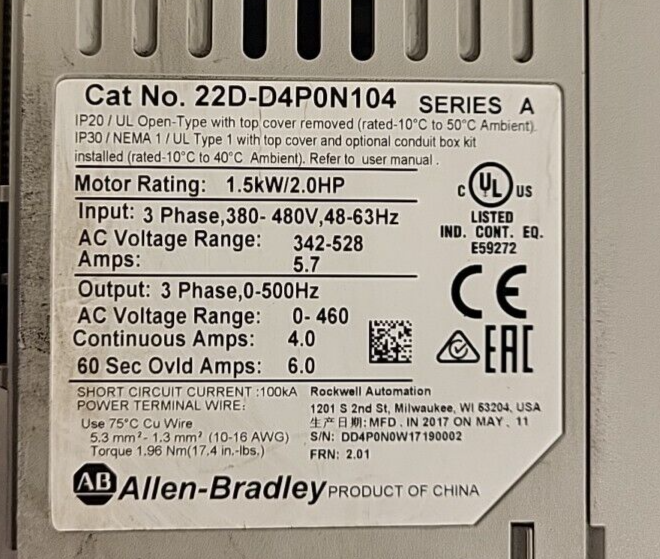 Cat No. 22D-D4P0N104 SERIES A
IP20 / UL Open-Type with top cover removed (rated-10°C to 50°C Ambient).
IP30 / NEMA 1 / UL Type 1 with top cover and optional conduit box kit
installed (rated-10°C to 40°C Ambient). Refer to user manual .
Motor Rating: 1.5kW/2.0HP
Input: 3 Phase,380- 480V,48-63Hz
AC Voltage Range: 342-528
Amps: 5.7
Output: 3 Phase,0-500Hz
AC Voltage Range: 0- 460
Continuous Amps: 4.0
60 Sec Ovld Amps: 6.0
C UL US
LISTED
IND. CONT. EQ.
E59272
CE
EAC
SHORT CIRCUIT CURRENT :100kA
POWER TERMINAL WIRE:
Use 75°C Cu Wire
5.3 mm²- 1.3 mm² (10-16 AWG)
Torque 1.96 Nm(17.4 in.-lbs.)
Rockwell Automation
1201 S 2nd St, Milwaukee, WI 53204, USA
生产日期:MFD. IN 2017 ON MAY. 11
S/N: DD4P0N0W17190002
FRN: 2.01
AB Allen-Bradley PRODUCT OF CHINA